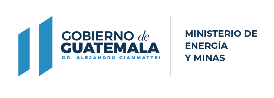 GOBIERNO de
GUATEMALA
DR. ALEJANDRO GIAMMATTEI
MINISTERIO DE
ENERGÍA
Y MINAS